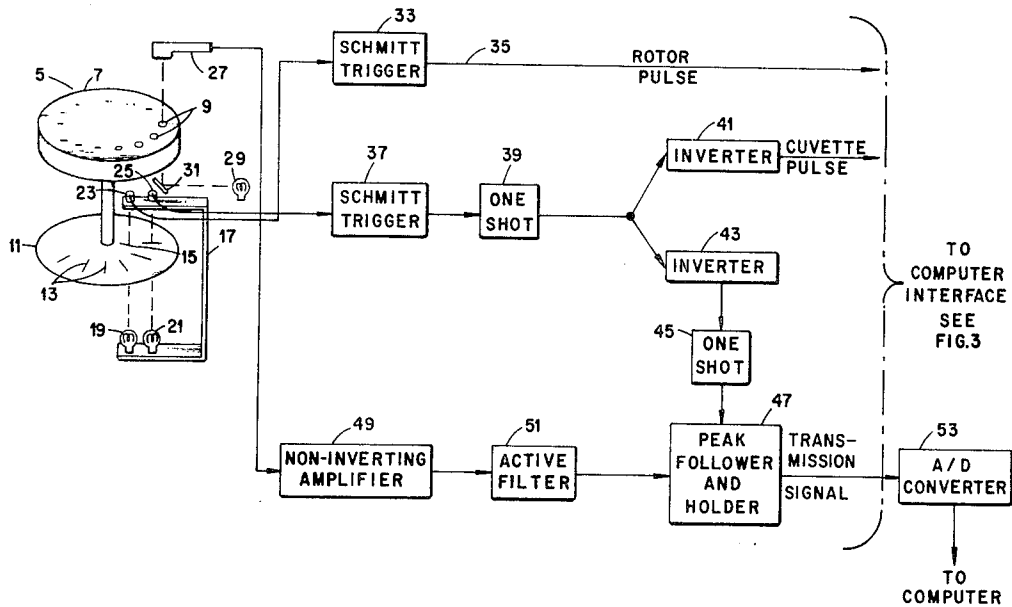 33
SCHMITT
TRIGGER
35
ROTOR
PULSE
27
5
7
9
41
INVERTER
CUVETTE
PULSE
31
29
25
23
37
SCHMITT
TRIGGER
39
ONE
SHOT
43
INVERTER
11
15
17
13
TO
COMPUTER
INTERFACE
SEE
FIG.3
19
21
45
ONE
SHOT
47
PEAK
FOLLOWER
AND
HOLDER
TRANS-
MISSION
SIGNAL
49
NON-INVERTING
AMPLIFIER
51
ACTIVE
FILTER
53
A/D
CONVERTER
TO
COMPUTER